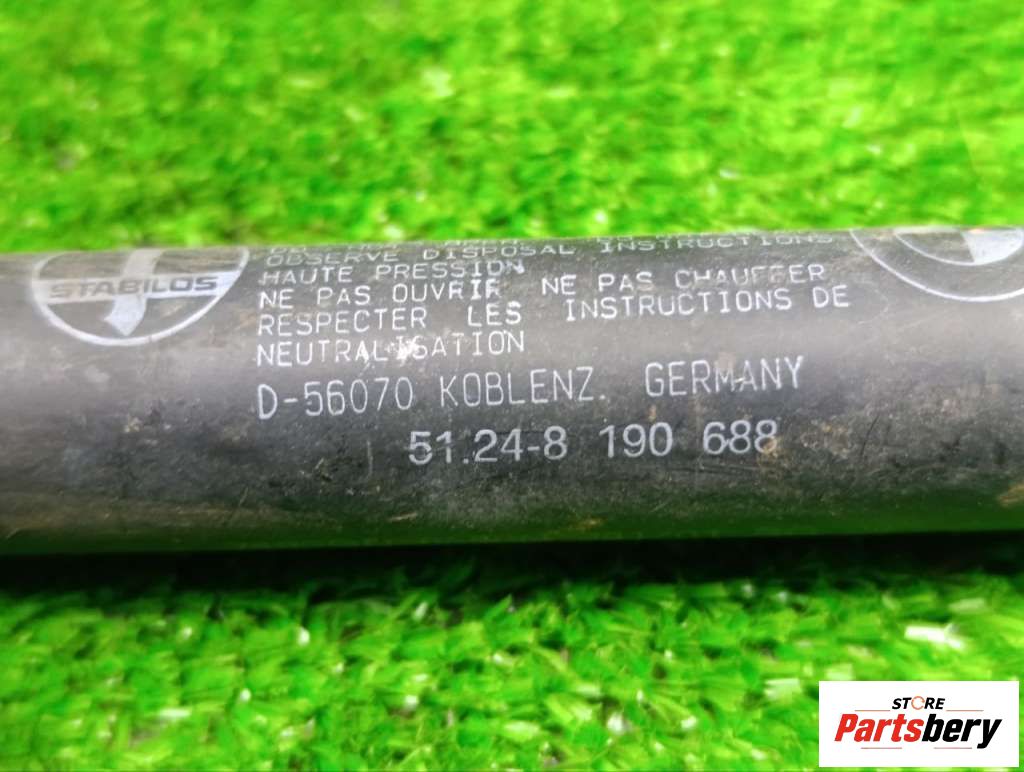 STABILOS
OBSERVE DISPOSAL INSTRUCTIONS
HAUTE PRESSION
NE PAS OUVRIR NE PAS CHAUFFER
RESPECTER LES INSTRUCTIONS DE
NEUTRALISATION
D-56070 KOBLENZ. GERMANY
51.24-8 190 688
STORE
Partsbery